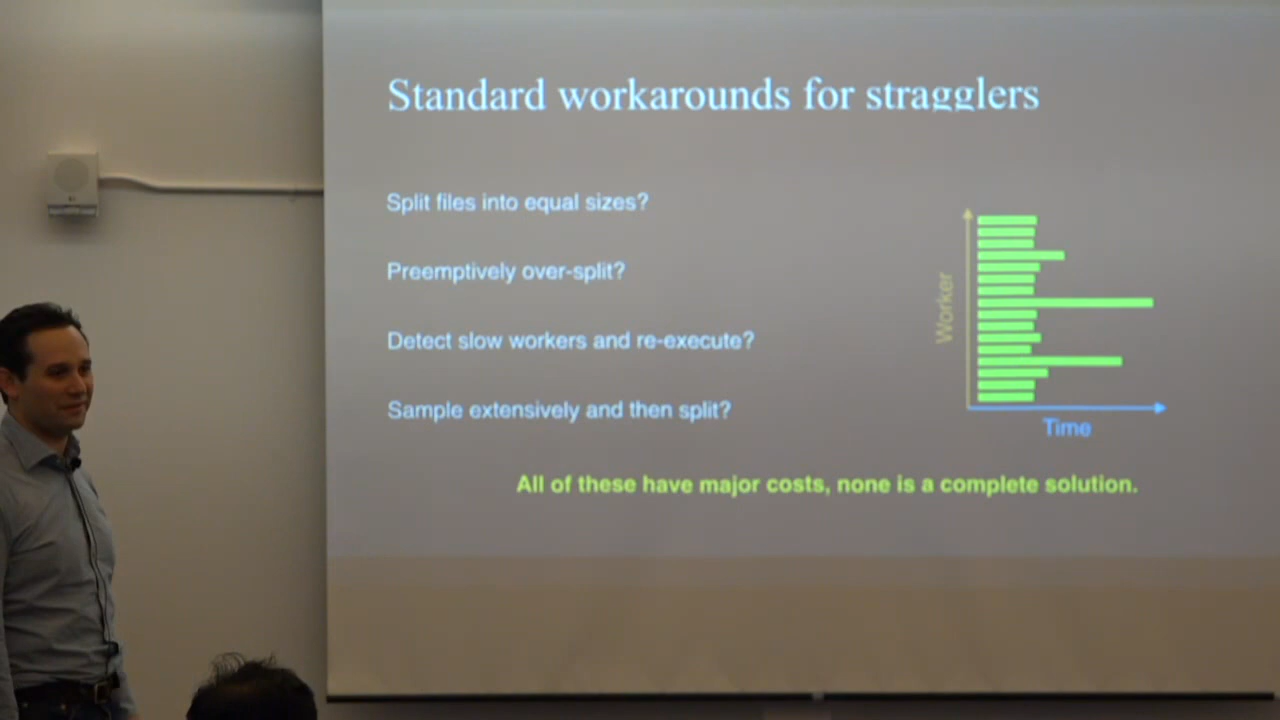 Standard workarounds for stragglers
Split files into equal sizes?
Preemptively over-split?
Detect slow workers and re-execute?
Sample extensively and then split?
Worker
Time
All of these have major costs, none is a complete solution.